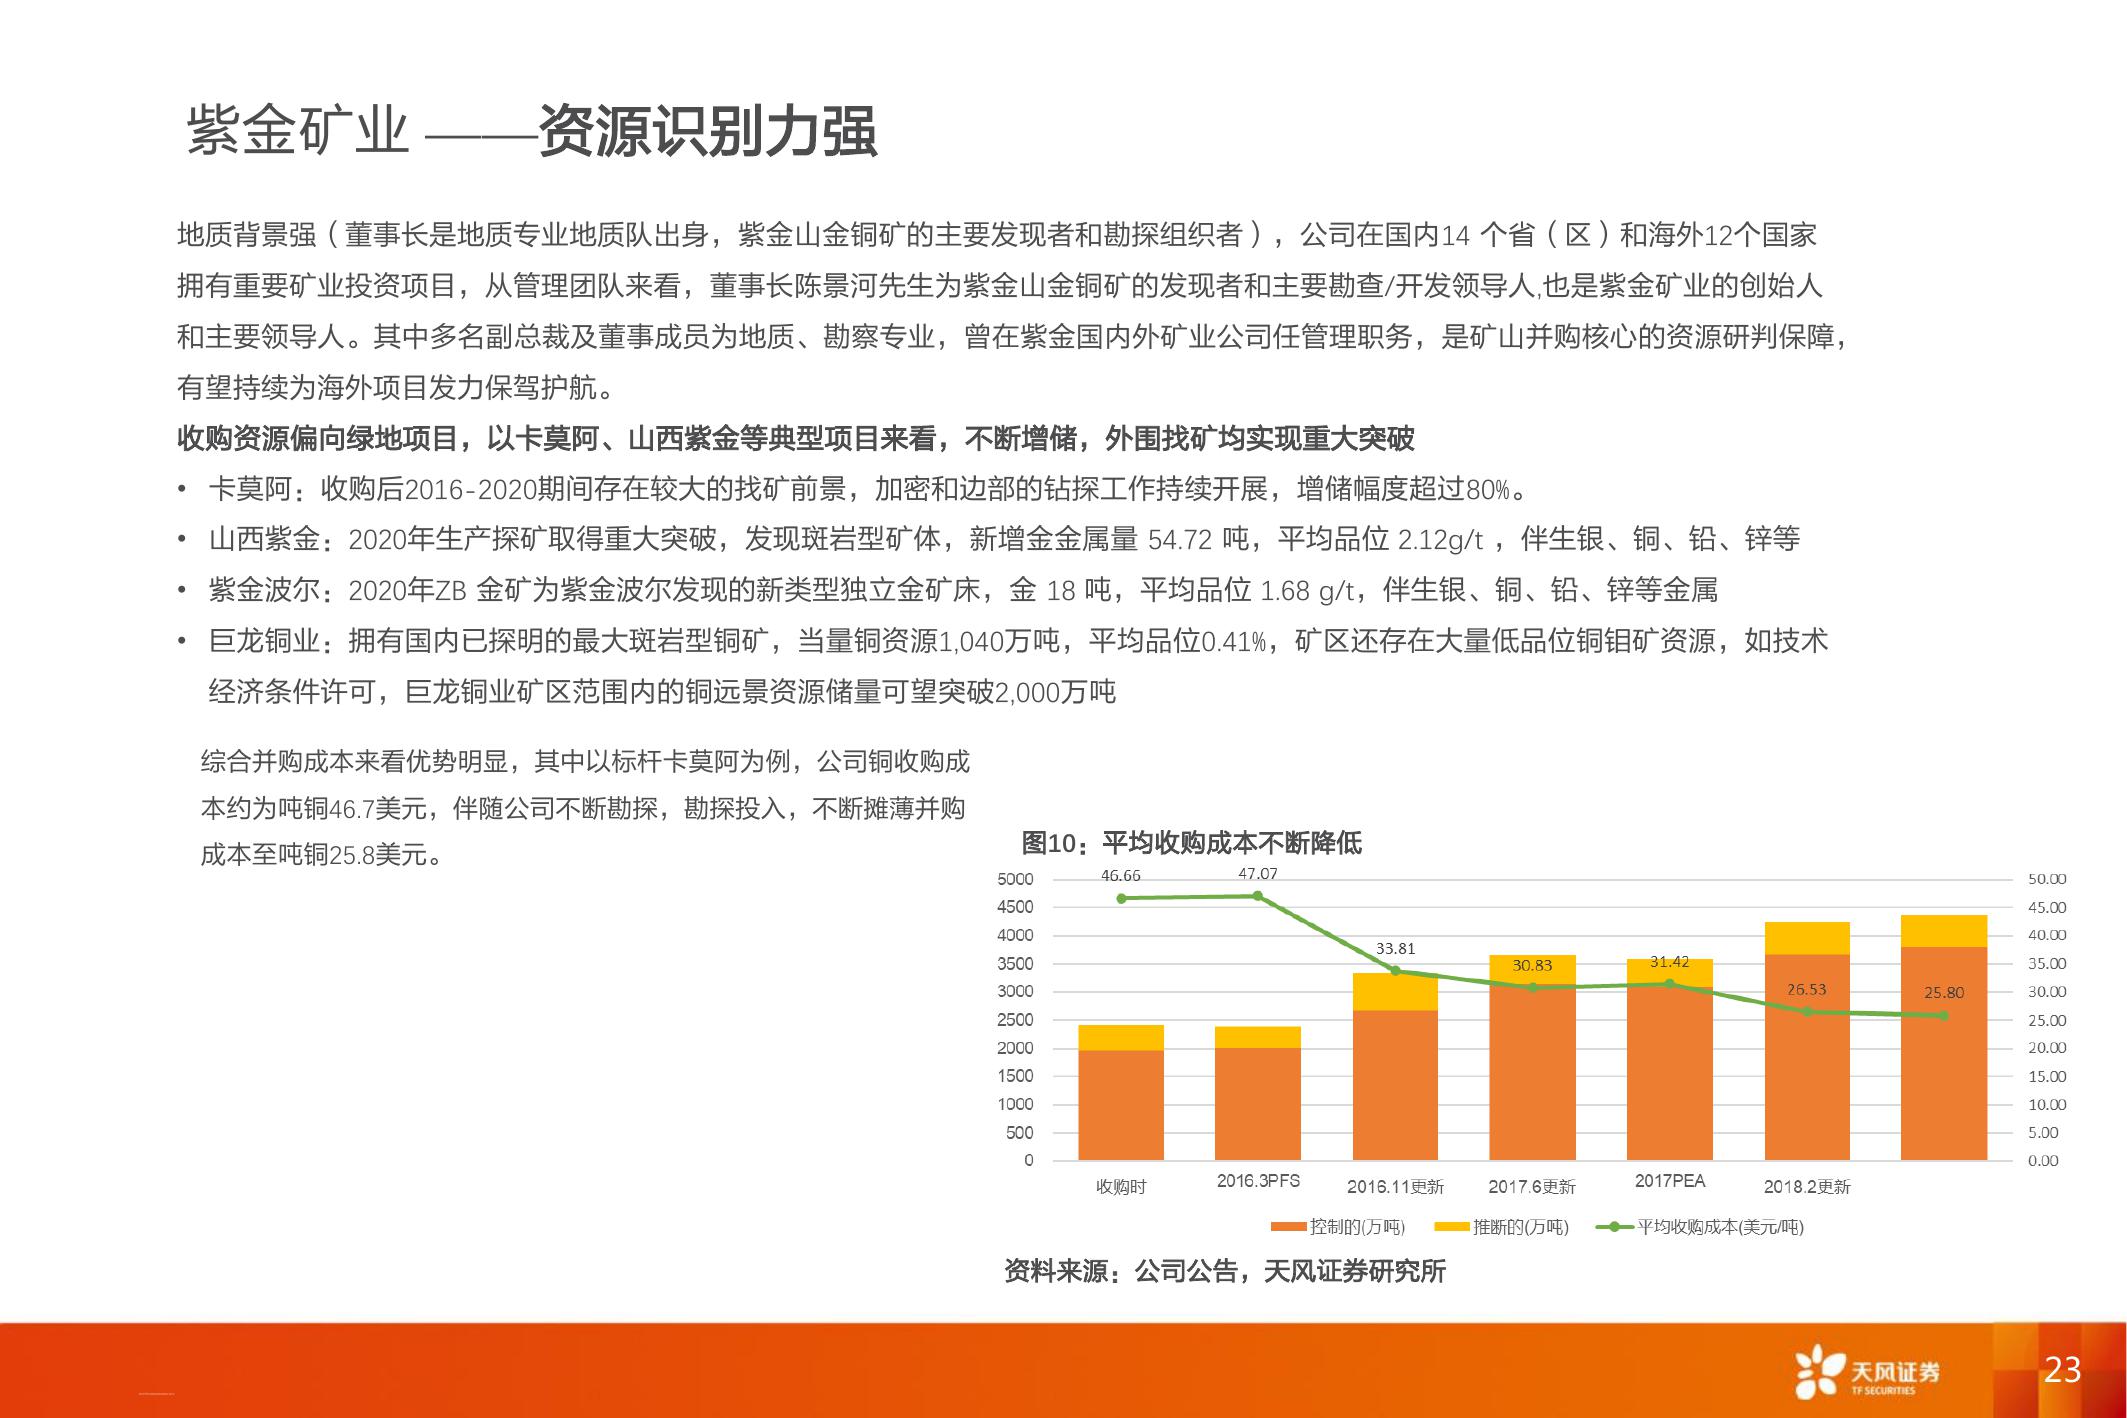 紫金矿业 ——资源识别力强
地质背景强（董事长是地质专业地质队出身，紫金山金铜矿的主要发现者和勘探组织者），公司在国内14 个省（区）和海外12个国家
拥有重要矿业投资项目，从管理团队来看，董事长陈景河先生为紫金山金铜矿的发现者和主要勘查/开发领导人,也是紫金矿业的创始人
和主要领导人。其中多名副总裁及董事成员为地质、勘察专业，曾在紫金国内外矿业公司任管理职务，是矿山并购核心的资源研判保障，
有望持续为海外项目发力保驾护航。
收购资源偏向绿地项目，以卡莫阿、山西紫金等典型项目来看，不断增储，外围找矿均实现重大突破
• 卡莫阿：收购后2016-2020期间存在较大的找矿前景，加密和边部的钻探工作持续开展，增储幅度超过80%。
• 山西紫金：2020年生产探矿取得重大突破，发现斑岩型矿体，新增金金属量 54.72 吨，平均品位 2.12g/t ，伴生银、铜、铅、锌等
• 紫金波尔：2020年ZB 金矿为紫金波尔发现的新类型独立金矿床，金 18 吨，平均品位 1.68 g/t，伴生银、铜、铅、锌等金属
• 巨龙铜业：拥有国内已探明的最大斑岩型铜矿，当量铜资源1,040万吨，平均品位0.41%，矿区还存在大量低品位铜钼矿资源，如技术
经济条件许可，巨龙铜业矿区范围内的铜远景资源储量可望突破2,000万吨
综合并购成本来看优势明显，其中以标杆卡莫阿为例，公司铜收购成
本约为吨铜46.7美元，伴随公司不断勘探，勘探投入，不断摊薄并购
成本至吨铜25.8美元。
图10：平均收购成本不断降低
5000 46.66 47.07 50.00
4500 45.00
4000 33.81 40.00
3500 30.83 31.42 35.00
3000 26.53 25.80 30.00
2500 25.00
2000 20.00
1500 15.00
1000 10.00
500 5.00
0 0.00
收购时 2016.3PFS 2016.11更新 2017.6更新 2017PEA 2018.2更新
控制的(万吨) 推断的(万吨) 平均收购成本(美元/吨)
资料来源：公司公告，天风证券研究所
天风证券
TF SECURITIES
23